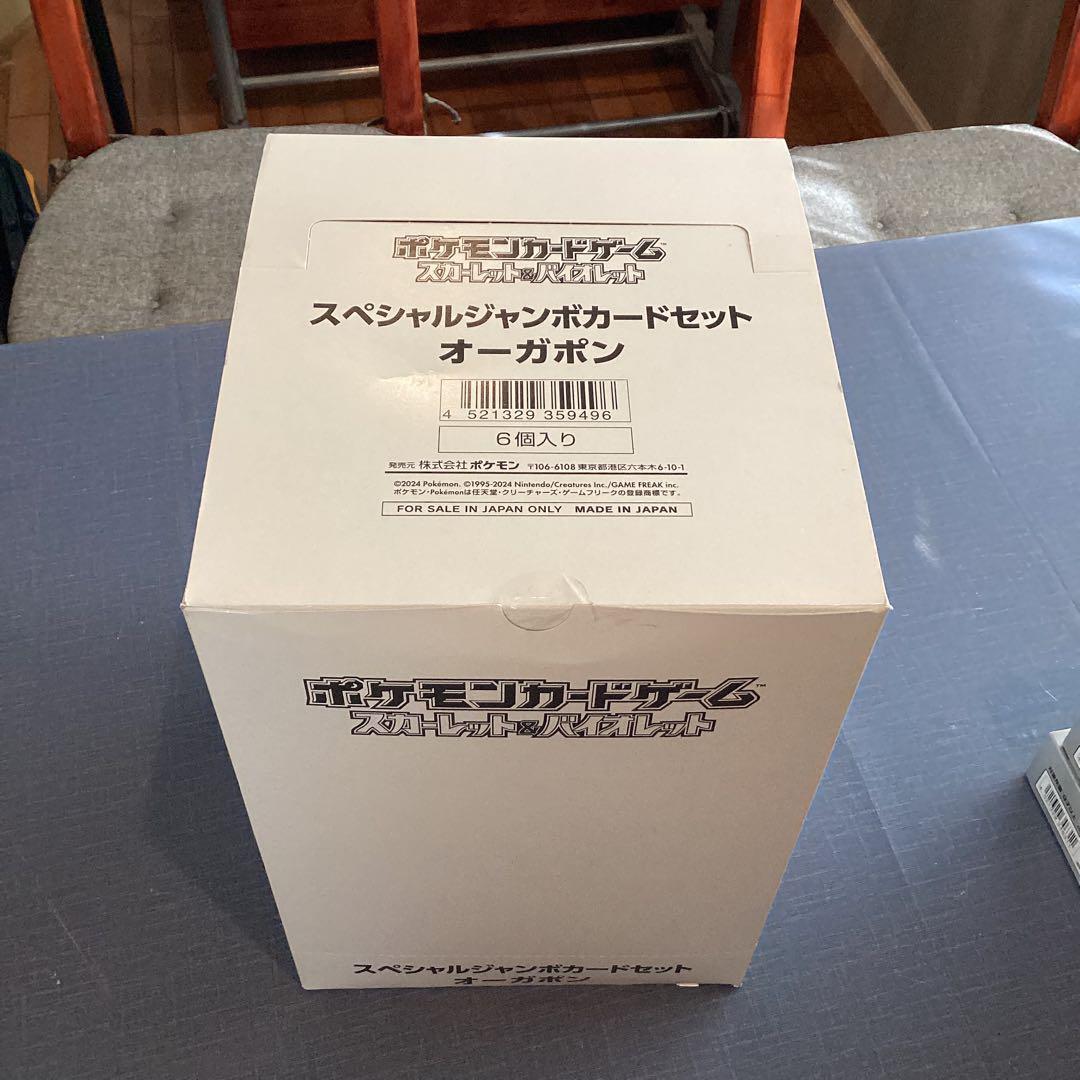 ポケモンカードゲーム™
スカーレット&バイオレット
スペシャルジャンボカードセット
オーガポン
4 521329 359496
6個入り
発売元 株式会社 ポケモン 〒106-6108 東京都港区六本木6-10-1
©2024 Pokémon. ©1995-2024 Nintendo/Creatures Inc./GAME FREAK inc.
ポケモン・Pokémonは任天堂・クリーチャーズ・ゲームフリークの登録商標です。
FOR SALE IN JAPAN ONLY MADE IN JAPAN
ポケモンカードゲーム™
スカーレット&バイオレット
スペシャルジャンボカードセット
オーガポン